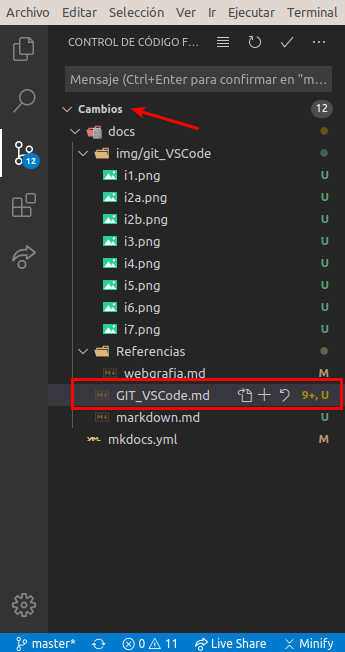 Archivo Editar Selección Ver Ir Ejecutar Terminal
CONTROL DE CÓDIGO F...
Mensaje (Ctrl+Enter para confirmar en "m...
Cambios 12
docs
img/git_VSCode
i1.png U
i2a.png U
i2b.png U
i3.png U
i4.png U
i5.png U
i6.png U
i7.png U
Referencias
webgrafia.md M
GIT_VSCode.md 9+, U
markdown.md U
mkdocs.yml M
12
master* 0 11 Live Share Minify